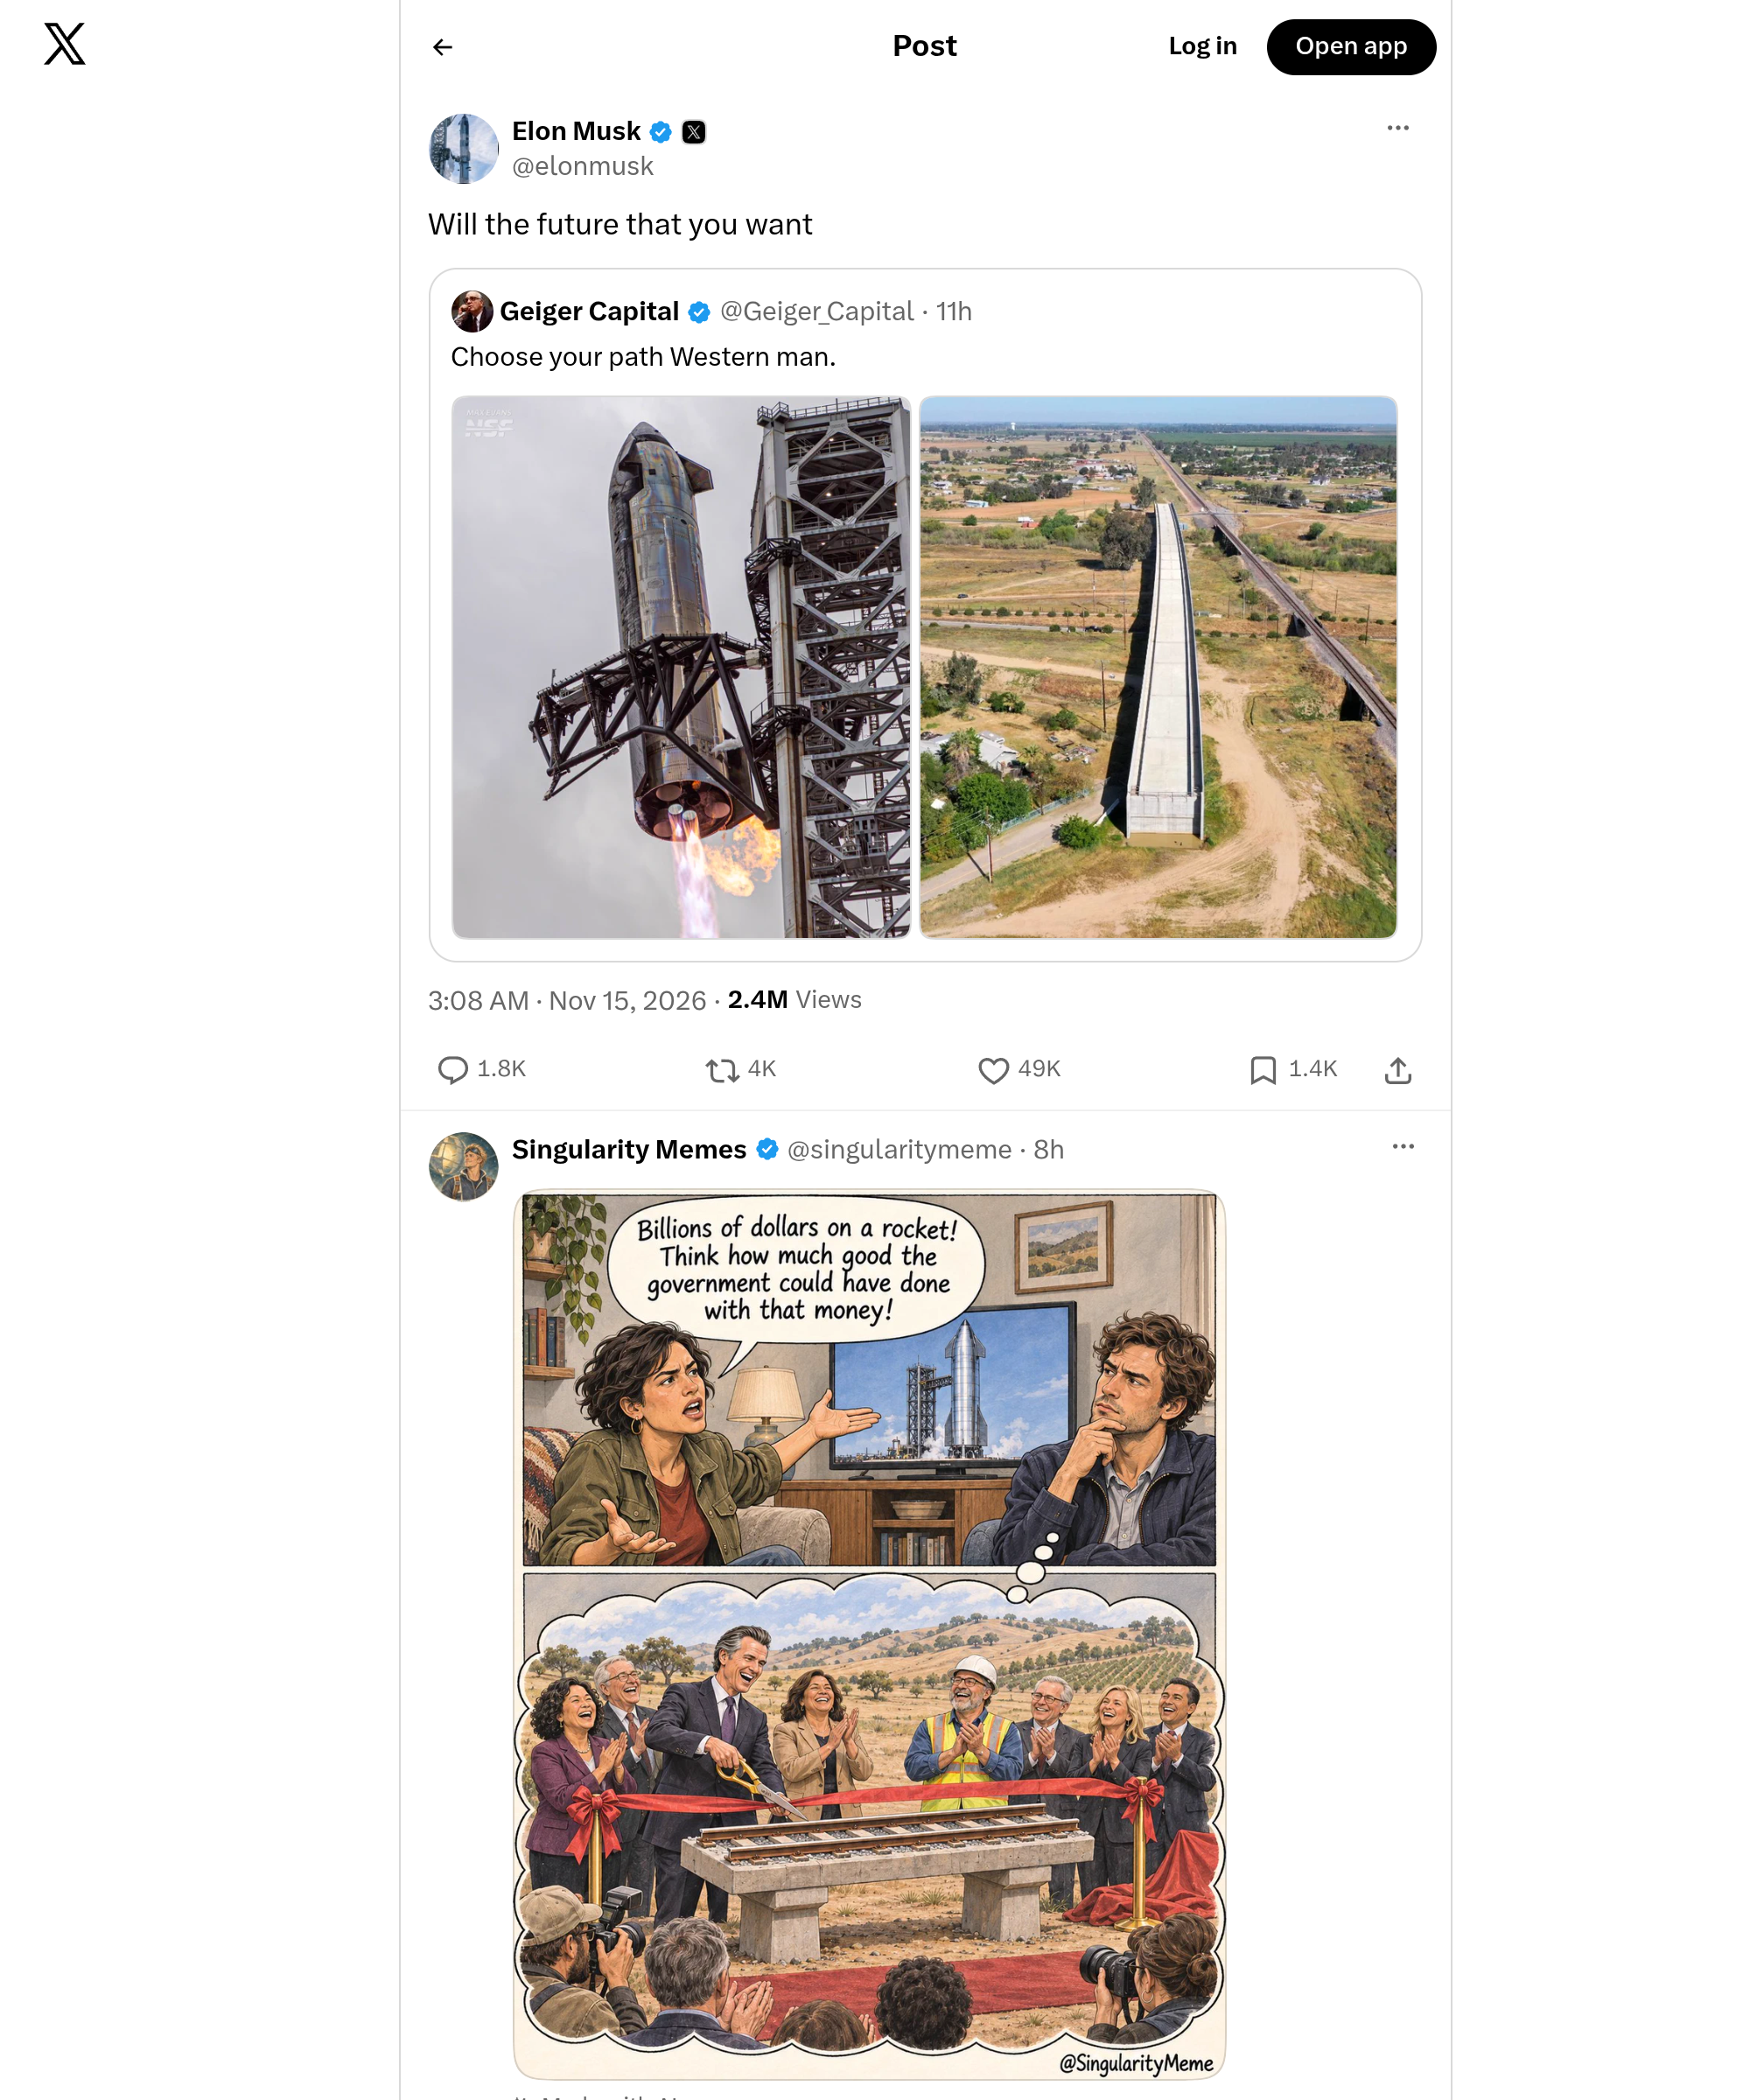 Post
Log in
Open app
Elon Musk
@elonmusk
Will the future that you want
Geiger Capital @Geiger_Capital · 11h
Choose your path Western man.
NSF
3:08 AM · Nov 15, 2026 · 2.4M Views
1.8K
4K
49K
1.4K
Singularity Memes @singularitymeme · 8h
Billions of dollars on a rocket!
Think how much good the
government could have done
with that money!
@SingularityMeme